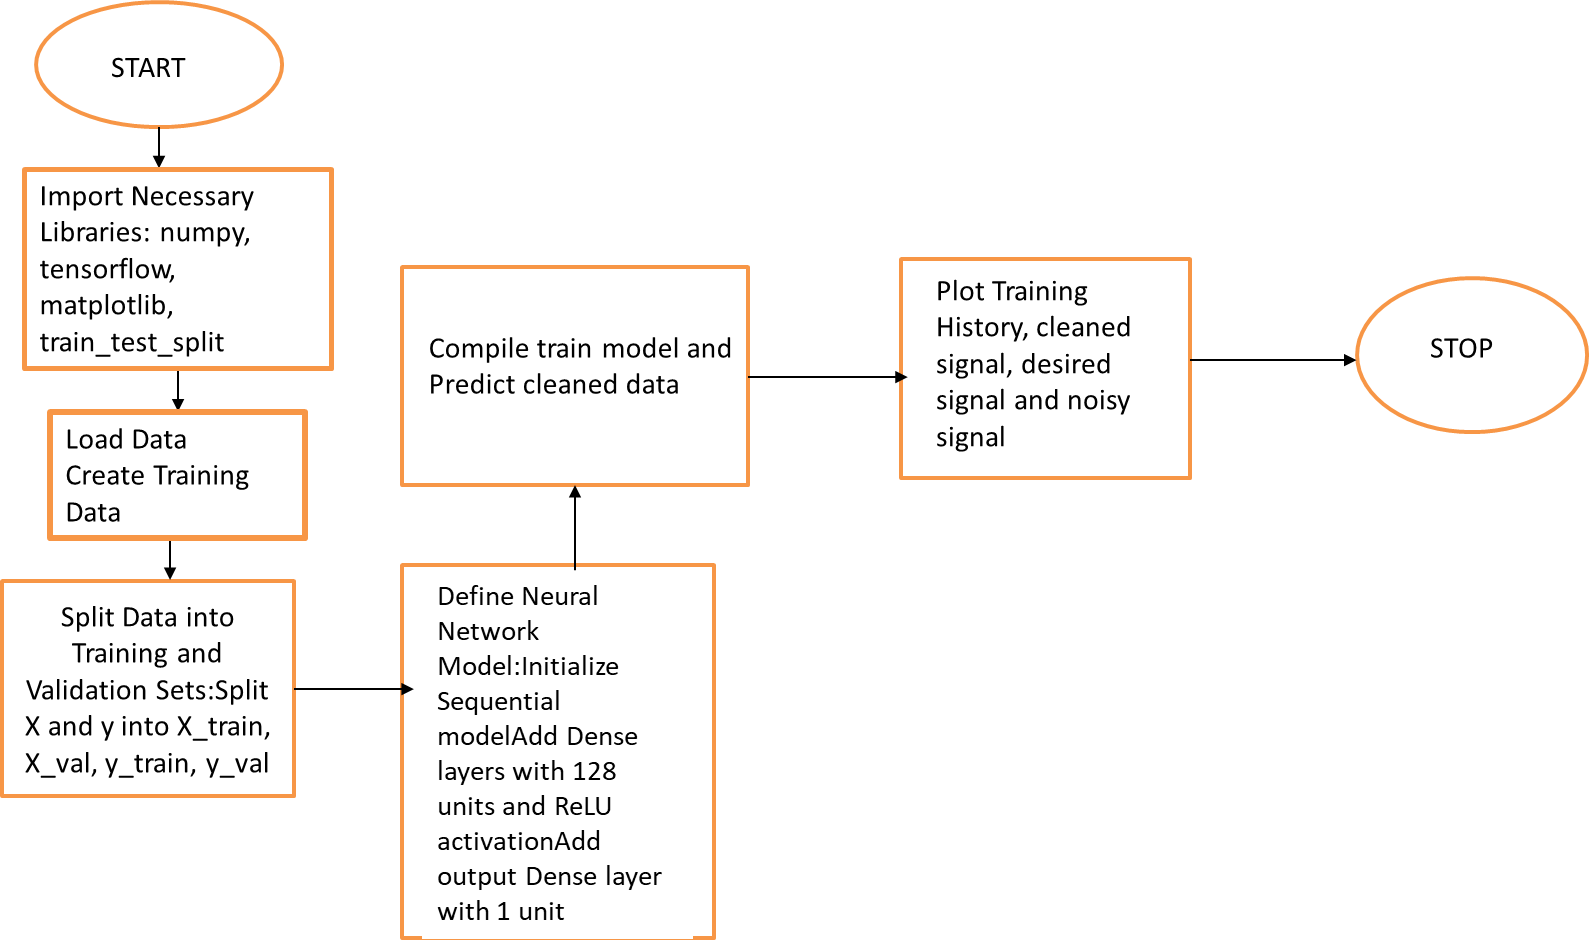 START
Import Necessary
Libraries: numpy,
tensorflow,
matplotlib,
train_test_split
Load Data
Create Training
Data
Split Data into
Training and
Validation Sets:Split
X and y into X_train,
X_val, y_train, y_val
Define Neural
Network
Model:Initialize
Sequential
modelAdd Dense
layers with 128
units and ReLU
activationAdd
output Dense layer
with 1 unit
Compile train model and
Predict cleaned data
Plot Training
History, cleaned
signal, desired
signal and noisy
signal
STOP